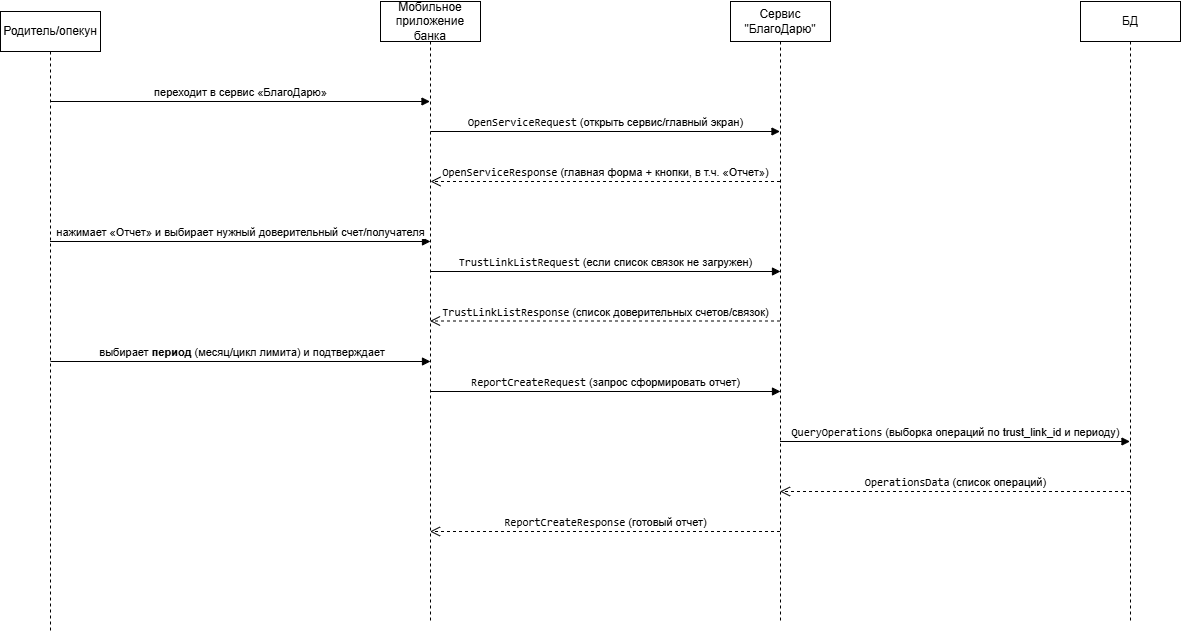 Родитель/опекун
Мобильное
приложение
банка
Сервис
"БлагоДарю"
БД
переходит в сервис «БлагоДарю»
OpenServiceRequest (открыть сервис/главный экран)
OpenServiceResponse (главная форма + кнопки, в т.ч. «Отчет»)
нажимает «Отчет» и выбирает нужный доверительный счет/получателя
TrustLinkListRequest (если список связок не загружен)
TrustLinkListResponse (список доверительных счетов/связок)
выбирает период (месяц/цикл лимита) и подтверждает
ReportCreateRequest (запрос сформировать отчет)
QueryOperations (выборка операций по trust_link_id и периоду)
OperationsData (список операций)
ReportCreateResponse (готовый отчет)